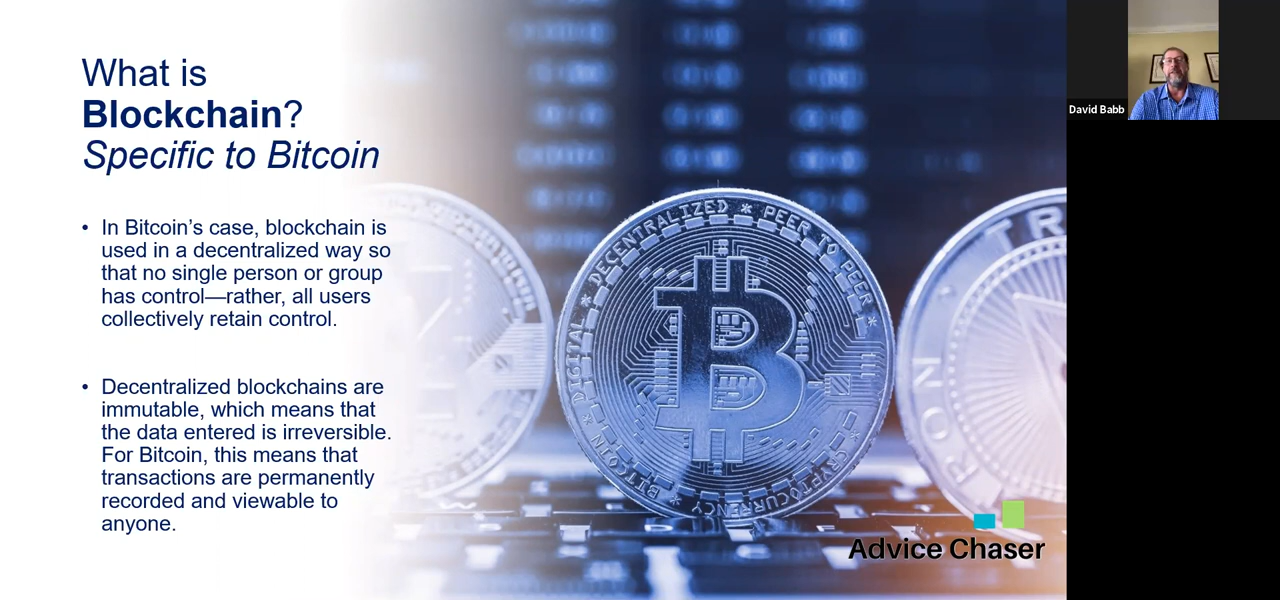 What is
Blockchain?
Specific to Bitcoin
• In Bitcoin’s case, blockchain is
used in a decentralized way so
that no single person or group
has control—rather, all users
collectively retain control.
• Decentralized blockchains are
immutable, which means that
the data entered is irreversible.
For Bitcoin, this means that
transactions are permanently
recorded and viewable to
anyone.
DIGITAL * DECENTRALIZED * PEER TO PEER *
BITCOIN * CRYPTOCURRENCY
TR
RON
Advice Chaser
David Babb